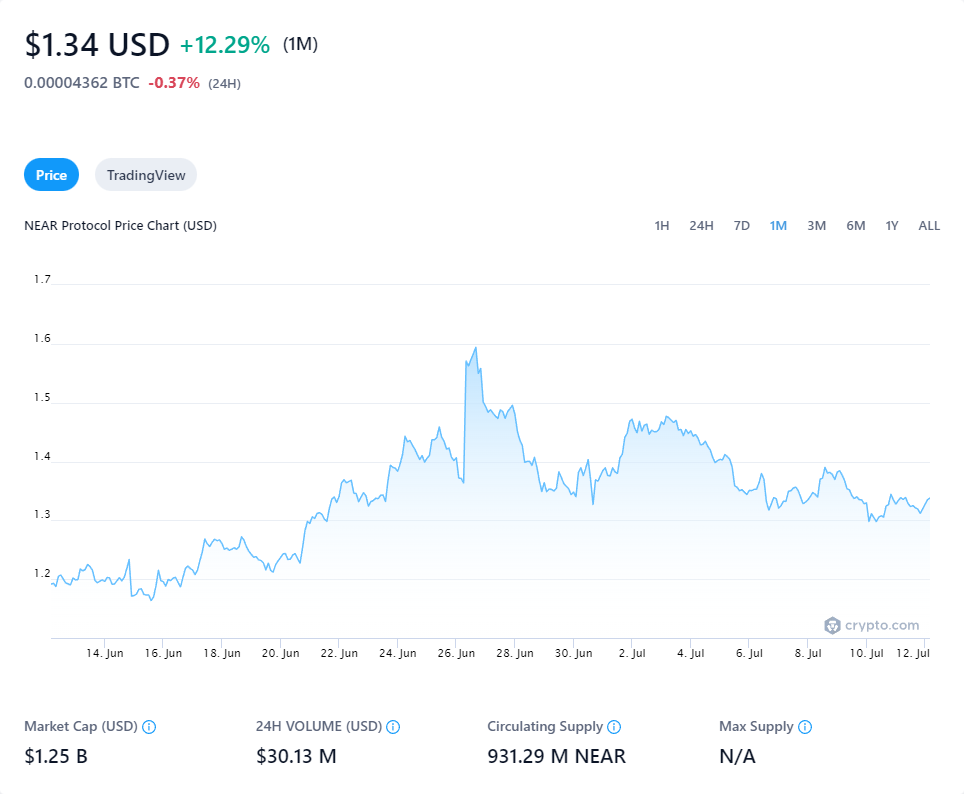 $1.34 USD +12.29% (1M)
0.00004362 BTC -0.37% (24H)
Price TradingView
NEAR Protocol Price Chart (USD) 1H 24H 7D 1M 3M 6M 1Y ALL
1.7
1.6
1.5
1.4
1.3
1.2
crypto.com
14. Jun 16. Jun 18. Jun 20. Jun 22. Jun 24. Jun 26. Jun 28. Jun 30. Jun 2. Jul 4. Jul 6. Jul 8. Jul 10. Jul 12. Jul
Market Cap (USD) 24H VOLUME (USD) Circulating Supply Max Supply
$1.25 B $30.13 M 931.29 M NEAR N/A